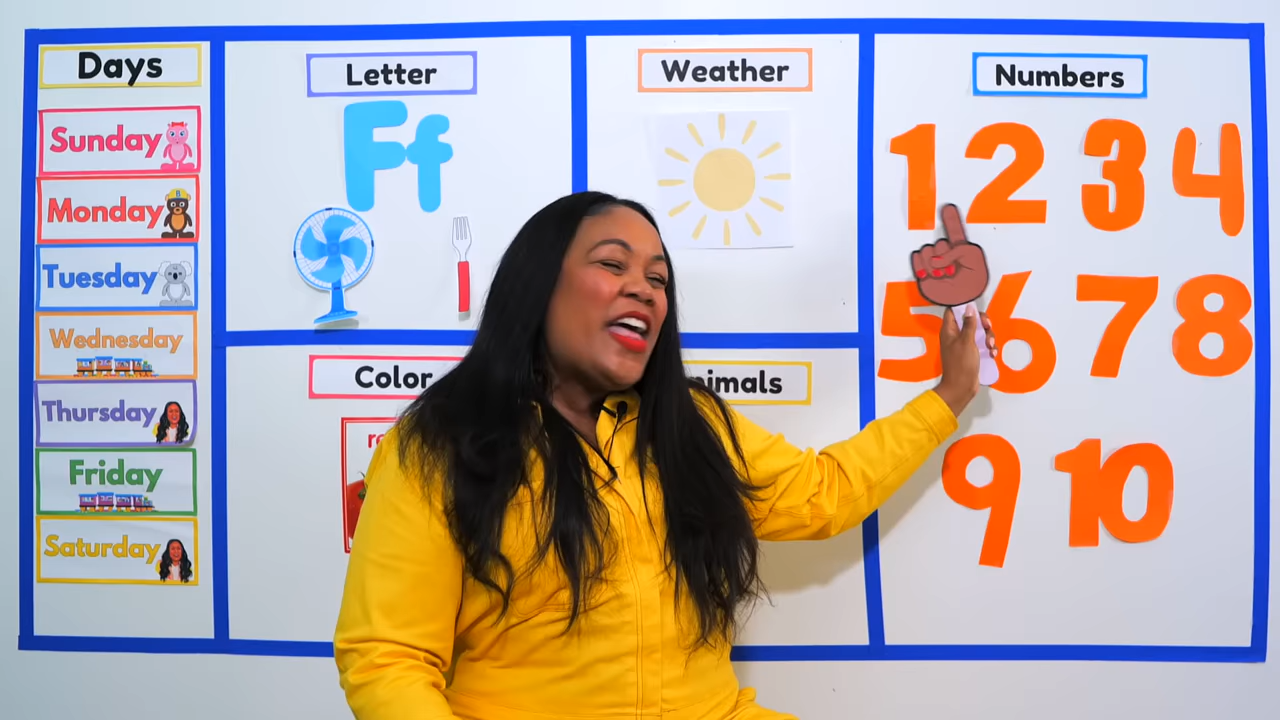 Days
Sunday
Monday
Tuesday
Wednesday
Thursday
Friday
Saturday
Letter
Ff
Weather
Color
Numbers
1 2 3 4
5 6 7 8
9 10